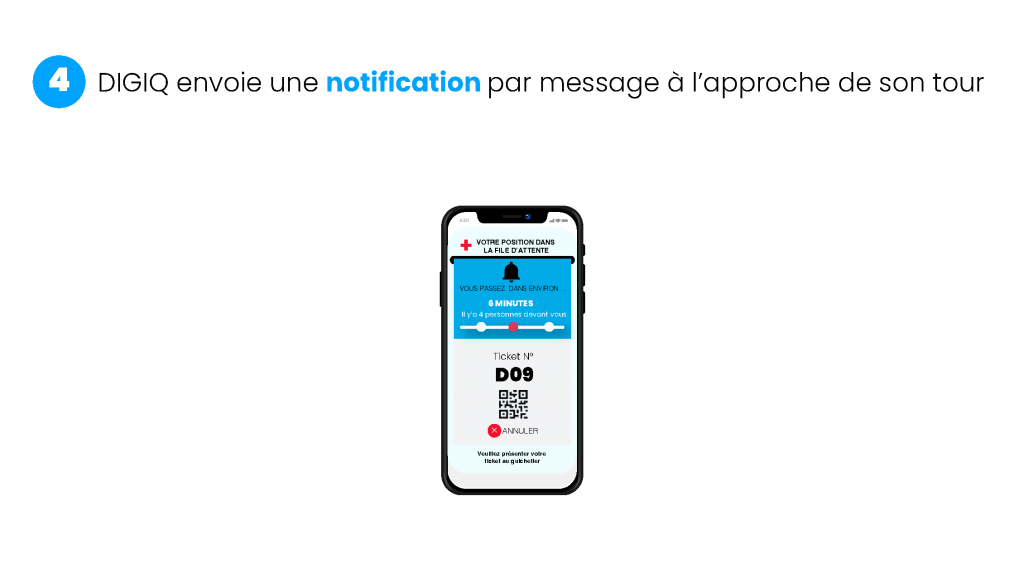 4 DIGIQ envoie une notification par message à l'approche de son tour
VOTRE POSITION DANS
LA FILE D'ATTENTE
VOUS PASSEZ DANS ENVIRON ...
6 MINUTES
Il y'a 4 personnes devant vous
Ticket N°
D09
ANNULER
Veuillez présenter votre
ticket au guichetier